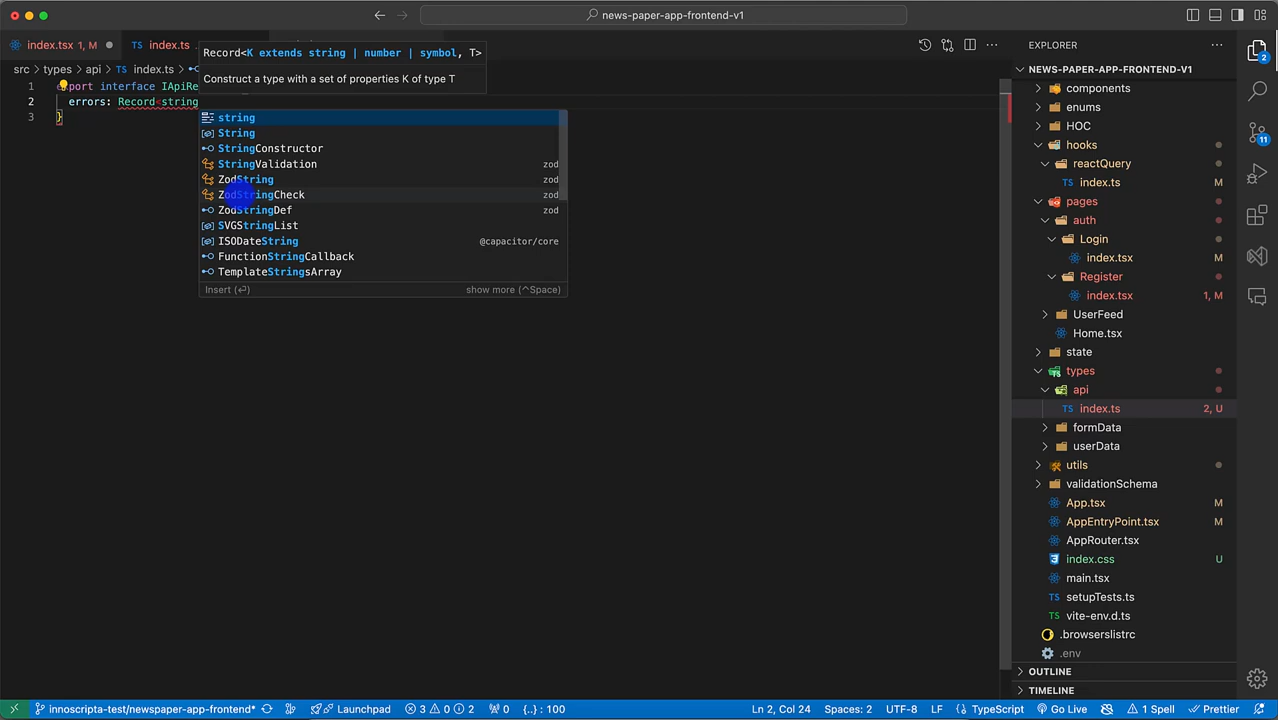 news-paper-app-frontend-v1
index.tsx 1, M
index.ts
EXPLORER
src > types > api > TS index.ts >
Record<K extends string | number | symbol, T>
Construct a type with a set of properties K of type T
1
port interface IApiRe
2
errors: Record<string
3
}
string
String
StringConstructor
StringValidation zod
ZodString zod
ZodStringCheck zod
ZodStringDef zod
SVGStringList
ISODateString @capacitor/core
FunctionStringCallback
TemplateStringsArray
Insert (⏎) show more (^Space)
NEWS-PAPER-APP-FRONTEND-V1
components
enums
HOC
hooks
reactQuery
index.ts M
pages
auth
Login
index.tsx M
Register
index.tsx 1, M
UserFeed
Home.tsx
state
types
api
TS index.ts 2, U
formData
userData
utils
validationSchema
App.tsx M
AppEntryPoint.tsx M
AppRouter.tsx
index.css U
main.tsx
TS setupTests.ts
TS vite-env.d.ts
.browserslistrc
.env
OUTLINE
TIMELINE
2
11
innoscripta-test/newspaper-app-frontend* Launchpad 3 0 2 0 {..} : 100 Ln 2, Col 24 Spaces: 2 UTF-8 LF {} TypeScript Go Live 1 Spell Prettier